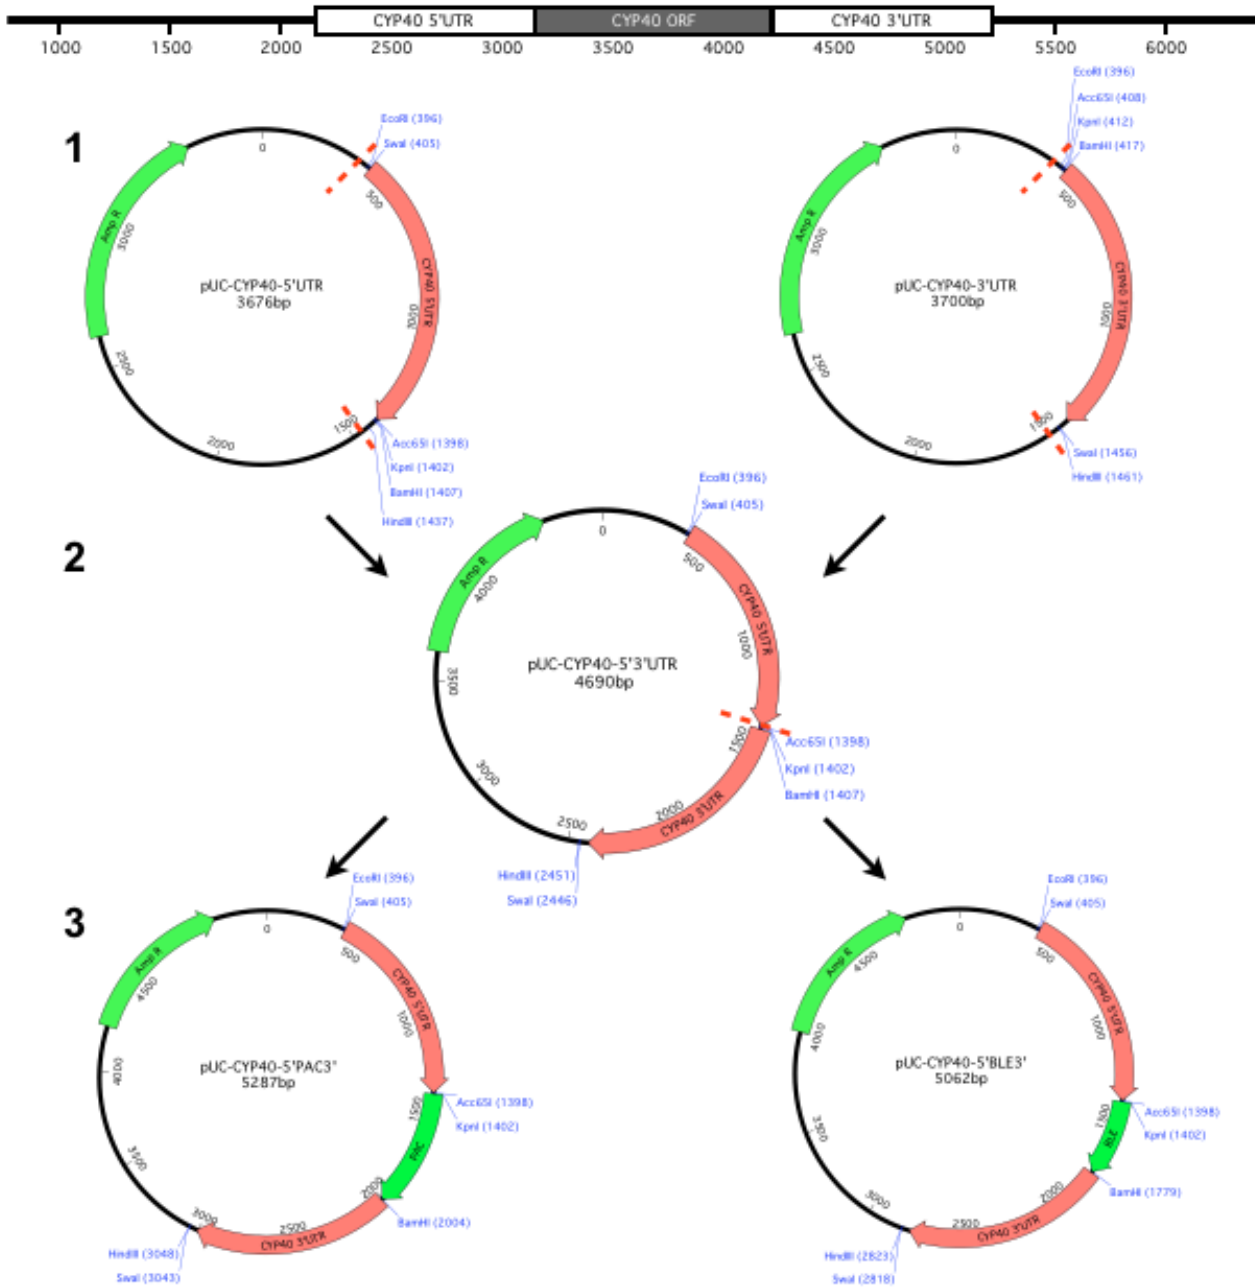 CYP40 5'UTR CYP40 ORF CYP40 3'UTR
1000 1500 2000 2500 3000 3500 4000 4500 5000 5500 6000
1
EcoRI (396)
SwaI (405)
0
500
1000
1500
2000
2500
3000
Amp R
CYP40 5'UTR
pUC-CYP40-5'UTR
3676bp
Acc65I (1398)
KpnI (1402)
BamHI (1407)
HindIII (1437)
EcoRI (396)
Acc65I (408)
KpnI (412)
BamHI (417)
0
500
1000
1500
2000
2500
3000
Amp R
CYP40 3'UTR
pUC-CYP40-3'UTR
3700bp
SwaI (1456)
HindIII (1461)
2
EcoRI (396)
SwaI (405)
0
500
1000
1500
2000
2500
3000
3500
4000
Amp R
CYP40 5'UTR
pUC-CYP40-5'3'UTR
4690bp
Acc65I (1398)
KpnI (1402)
BamHI (1407)
CYP40 3'UTR
HindIII (2451)
SwaI (2446)
3
EcoRI (396)
SwaI (405)
0
500
1000
1500
2000
2500
3000
3500
4000
4500
Amp R
CYP40 5'UTR
pUC-CYP40-5'PAC3'
5287bp
Acc65I (1398)
KpnI (1402)
PAC
BamHI (2004)
CYP40 3'UTR
HindIII (3048)
SwaI (3043)
EcoRI (396)
SwaI (405)
0
500
1000
1500
2000
2500
3000
3500
4000
4500
Amp R
CYP40 5'UTR
pUC-CYP40-5'BLE3'
5062bp
Acc65I (1398)
KpnI (1402)
BLE
BamHI (1779)
CYP40 3'UTR
HindIII (2823)
SwaI (2818)